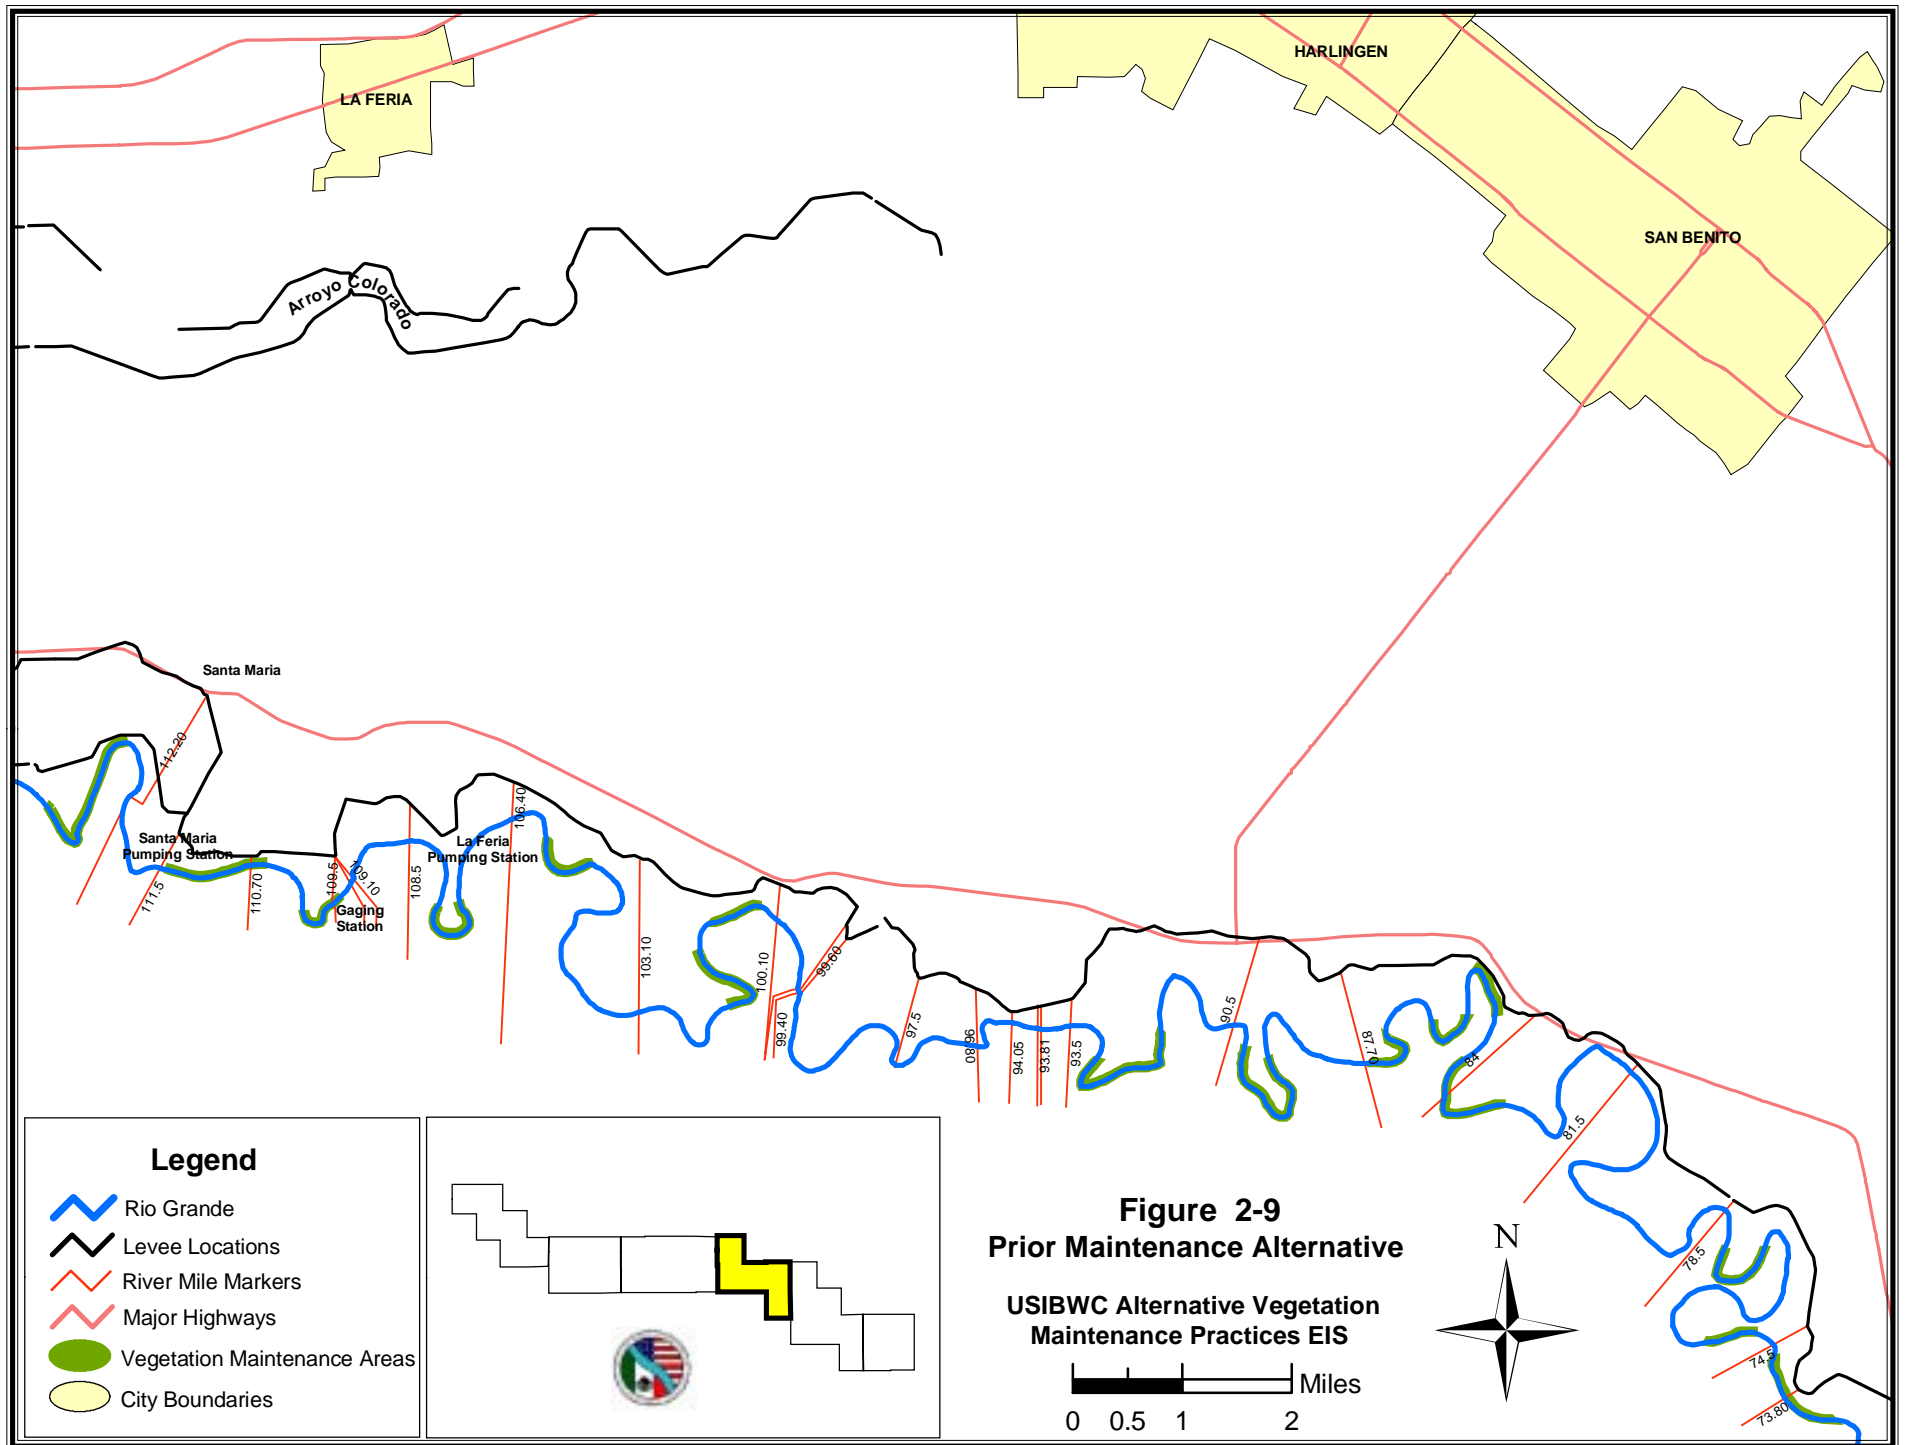 HARLINGEN
LA FERIA
SAN BENITO
Arroyo Colorado
Santa Maria
112.20
Santa Maria
Pumping Station
111.5
110.70
109.5
109.10
Gaging
Station
108.5
La Feria
Pumping Station
106.40
103.10
100.10
99.40
99.60
97.5
96.80
94.05
93.81
93.5
90.5
87.70
84
81.5
78.5
74.5
73.80
Legend
Rio Grande
Levee Locations
River Mile Markers
Major Highways
Vegetation Maintenance Areas
City Boundaries
Figure 2-9
Prior Maintenance Alternative
USIBWC Alternative Vegetation
Maintenance Practices EIS
Miles
0 0.5 1 2
N